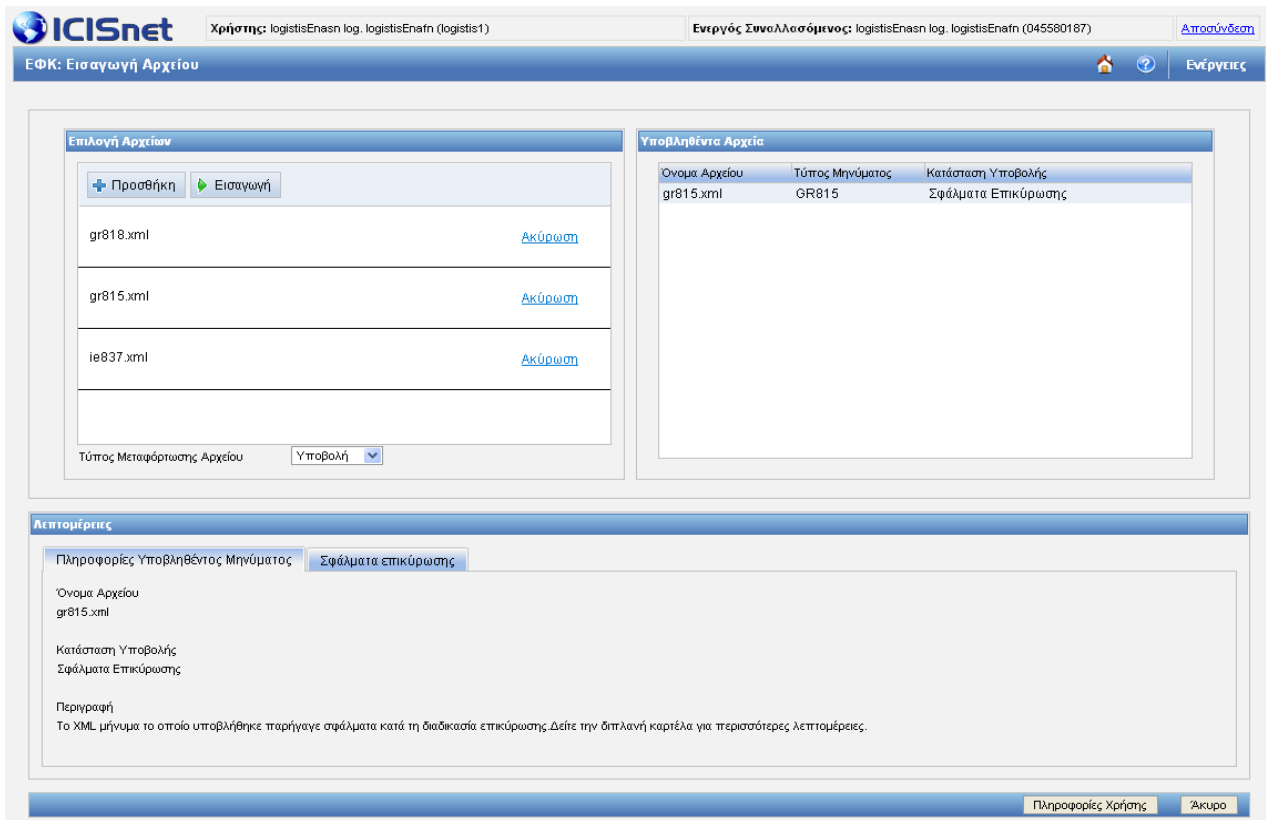 ICISnet
Χρήστης: logistisEnasn log. logistisEnafn (logistis1)
Ενεργός Συναλλασόμενος: logistisEnasn log. logistisEnafn (045580187)
Αποσύνδεση
ΕΦΚ: Εισαγωγή Αρχείου
Ενέργειες
Επιλογή Αρχείων
Προσθήκη
Εισαγωγή
gr818.xml
Ακύρωση
gr815.xml
Ακύρωση
ie837.xml
Ακύρωση
Τύπος Μεταφόρτωσης Αρχείου
Υποβολή
Υποβληθέντα Αρχεία
Όνομα Αρχείου Τύπος Μηνύματος Κατάσταση Υποβολής
gr815.xml GR815 Σφάλματα Επικύρωσης
Λεπτομέρειες
Πληροφορίες Υποβληθέντος Μηνύματος
Σφάλματα επικύρωσης
Όνομα Αρχείου
gr815.xml
Κατάσταση Υποβολής
Σφάλματα Επικύρωσης
Περιγραφή
Το XML μήνυμα το οποίο υποβλήθηκε παρήγαγε σφάλματα κατά τη διαδικασία επικύρωσης.Δείτε την διπλανή καρτέλα για περισσότερες λεπτομέρειες.
Πληροφορίες Χρήσης
Άκυρο